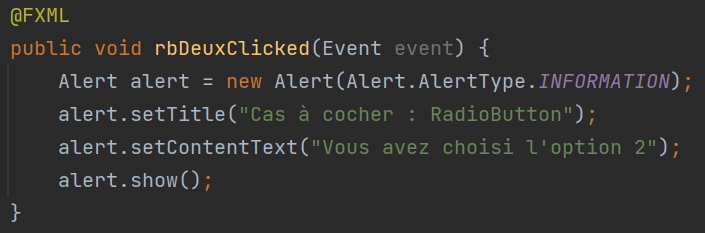 @FXML
public void rbDeuxClicked(Event event) {
Alert alert = new Alert(Alert.AlertType.INFORMATION);
alert.setTitle("Cas à cocher : RadioButton");
alert.setContentText("Vous avez choisi l'option 2");
alert.show();
}